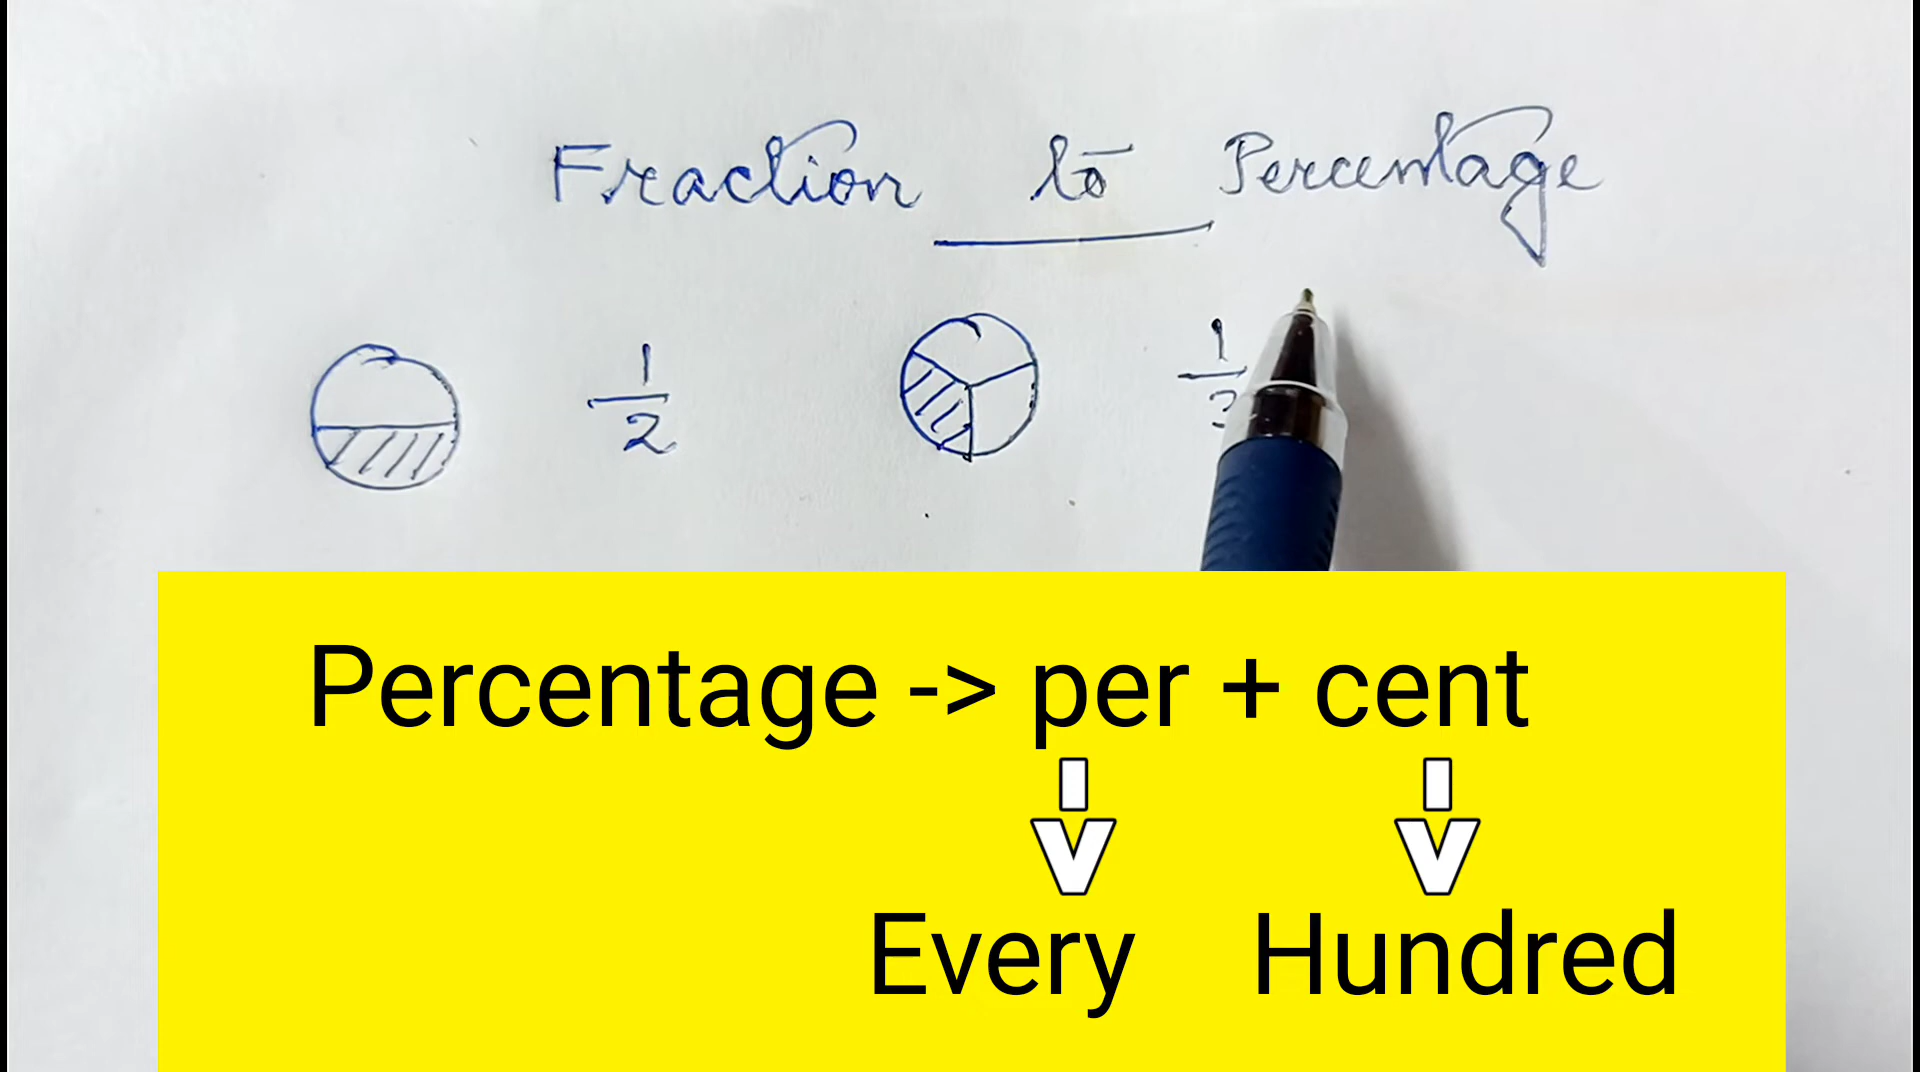 Fraction to Percentage
1/2 1/3
Percentage -> per + cent
Every Hundred